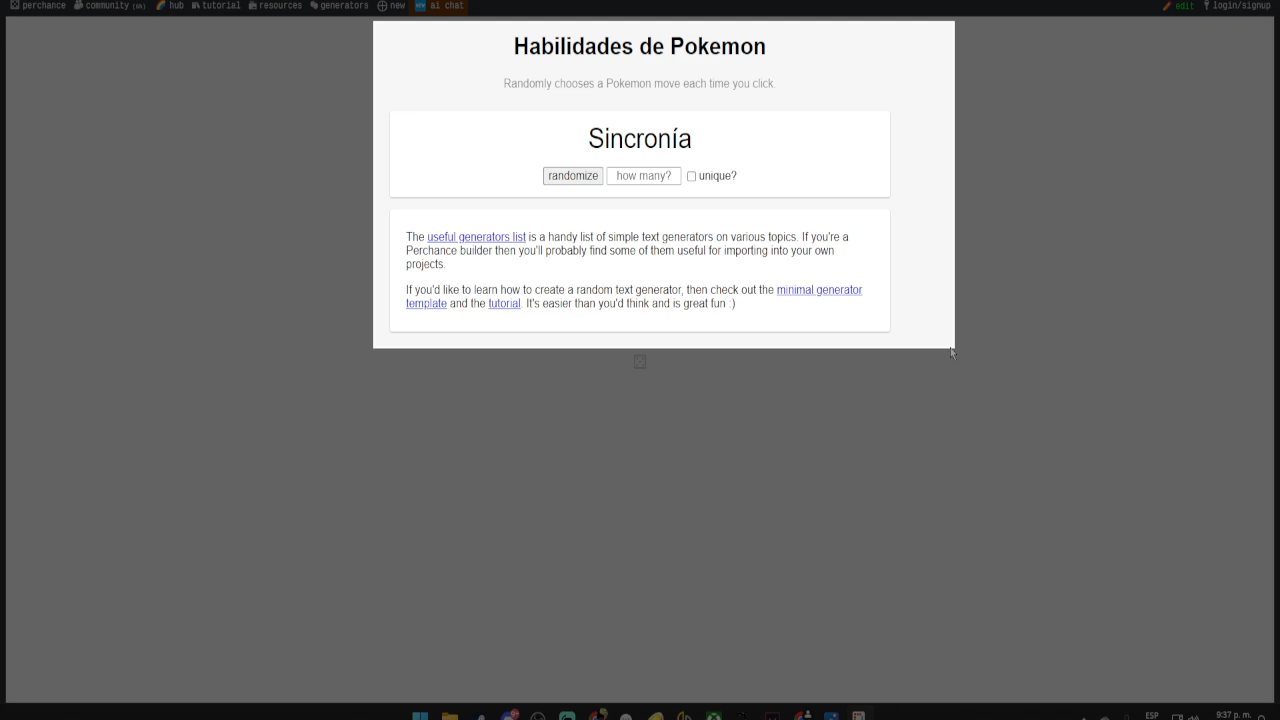 perchance community (6h) hub tutorial resources generators new NEW ai chat edit login/signup
Habilidades de Pokemon
Randomly chooses a Pokemon move each time you click.
Sincronía
randomize how many? unique?
The useful generators list is a handy list of simple text generators on various topics. If you're a
Perchance builder then you'll probably find some of them useful for importing into your own
projects.
If you'd like to learn how to create a random text generator, then check out the minimal generator
template and the tutorial. It's easier than you'd think and is great fun :)
ESP 9:37 p. m.